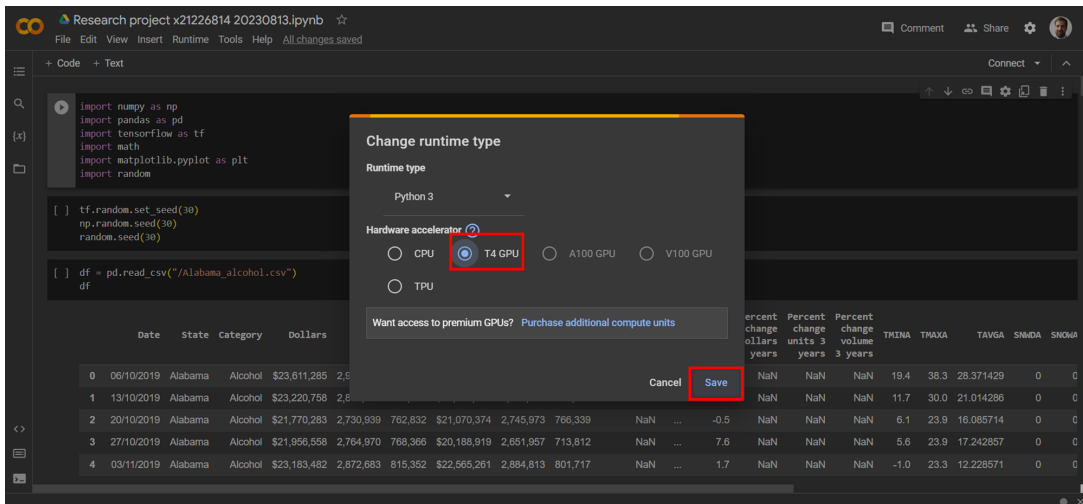 Research project x21226814 20230813.ipynb
Comment Share
File Edit View Insert Runtime Tools Help All changes saved
+ Code + Text
Connect
import numpy as np
import pandas as pd
import tensorflow as tf
import math
import matplotlib.pyplot as plt
import random
{x}
[ ] tf.random.set_seed(30)
np.random.seed(30)
random.seed(30)
[ ] df = pd.read_csv("/Alabama_alcohol.csv")
df
Change runtime type
Runtime type
Python 3
Hardware accelerator ?
CPU T4 GPU A100 GPU V100 GPU
TPU
Want access to premium GPUs? Purchase additional compute units
Cancel Save
ercent Percent Percent
change change change
ollars units 3 volume
years years 3 years
Date State Category Dollars TMINA TMAXA TAVGA SNWDA SNOWA
0 06/10/2019 Alabama Alcohol $23,611,285 2,9 NaN NaN NaN 19.4 38.3 28.371429 0 0
1 13/10/2019 Alabama Alcohol $23,220,758 2,8 NaN NaN NaN 11.7 30.0 21.014286 0 0
2 20/10/2019 Alabama Alcohol $21,770,283 2,730,939 762,832 $21,070,374 2,745,973 766,339 NaN ... -0.5 NaN NaN NaN 6.1 23.9 16.085714 0 0
3 27/10/2019 Alabama Alcohol $21,956,558 2,764,970 768,366 $20,188,919 2,651,957 713,812 NaN ... 7.6 NaN NaN NaN 5.6 23.9 17.242857 0 0
4 03/11/2019 Alabama Alcohol $23,183,482 2,872,683 815,352 $22,565,261 2,884,813 801,717 NaN ... 1.7 NaN NaN NaN -1.0 23.3 12.228571 0 0